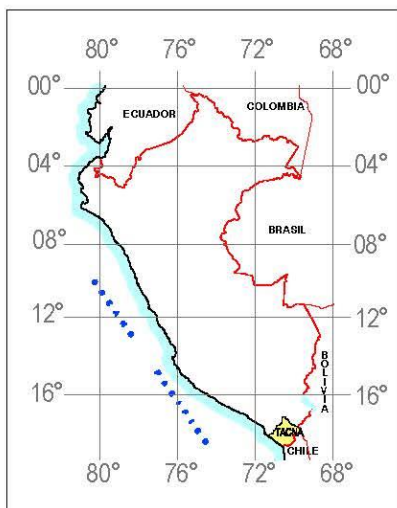 80° 76° 72° 68°
00° 00°
ECUADOR
COLOMBIA
04° 04°
BRASIL
08° 08°
12° 12°
BOLIVIA
16° 16°
TACNA
CHILE
80° 76° 72° 68°